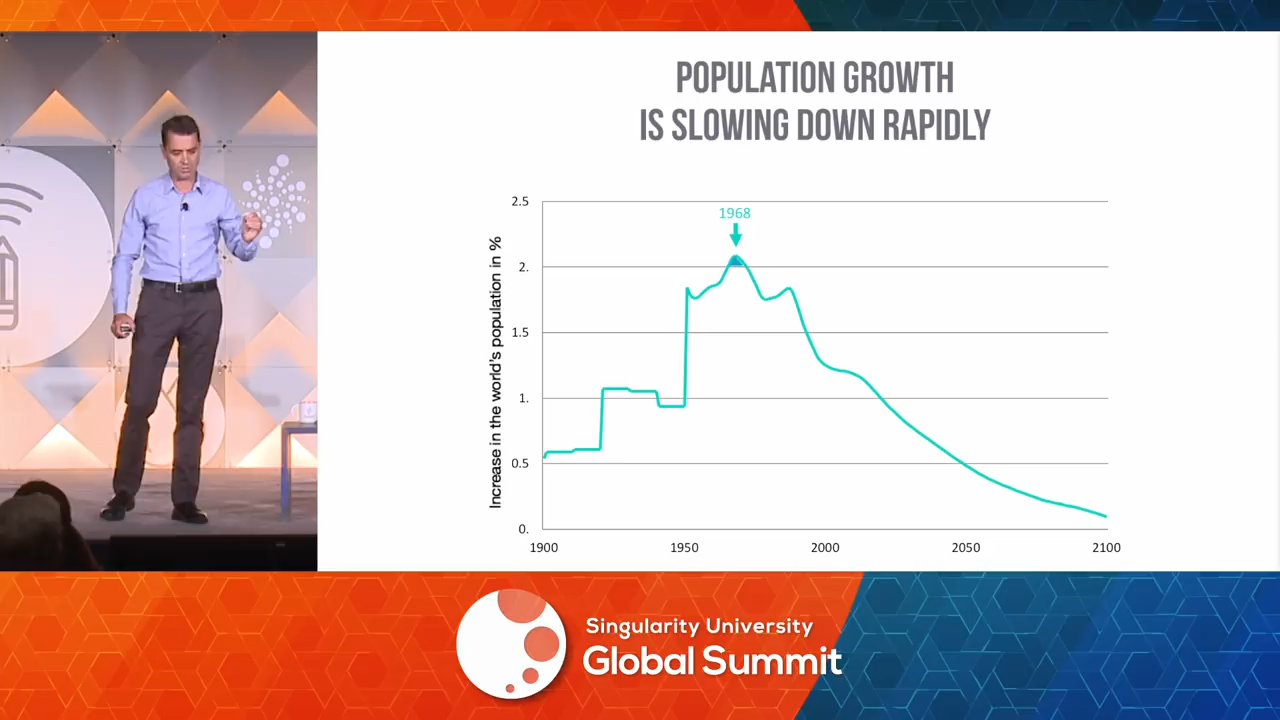 POPULATION GROWTH
IS SLOWING DOWN RAPIDLY
Increase in the world's population in %
2.5
2.
1.5
1.
0.5
0.
1968
1900
1950
2000
2050
2100
Singularity University
Global Summit